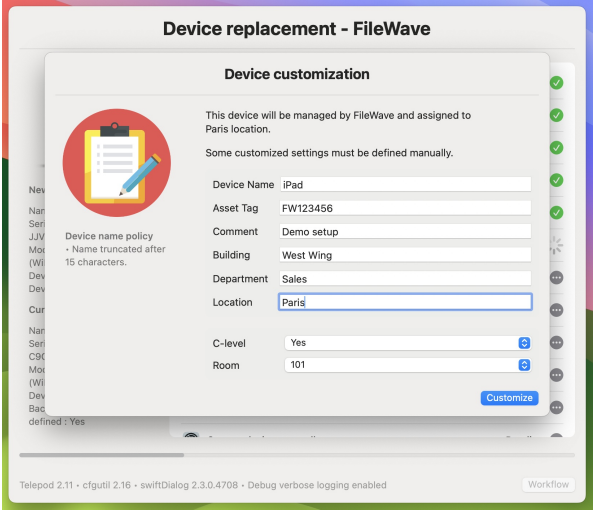 Device replacement - FileWave
Device customization
This device will be managed by FileWave and assigned to
Paris location.
Some customized settings must be defined manually.
Device Name iPad
Asset Tag FW123456
Comment Demo setup
Building West Wing
Department Sales
Location Paris
C-level Yes
Room 101
Customize
Device name policy
• Name truncated after
15 characters.
New
Nam
Seri
JJV
Mod
(Wi
Dev
Dev
Cur
Nam
Seri
C90
Mod
(Wi
Dev
Bac
defined : Yes
Telepod 2.11 • cfgutil 2.16 • swiftDialog 2.3.0.4708 • Debug verbose logging enabled
Workflow